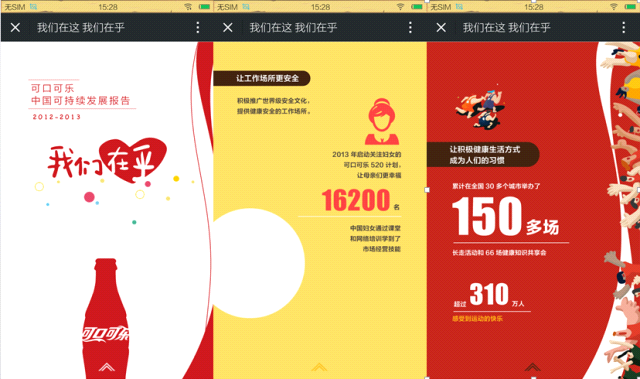 无SIM 15:28
我们在这 我们在乎
可口可乐
中国可持续发展报告
2012-2013
我们在乎
可口可乐
无SIM 15:28
我们在这 我们在乎
让工作场所更安全
积极推广世界级安全文化，
提供健康安全的工作场所。
2013 年启动关注妇女的
可口可乐 520 计划，
让母亲们更幸福
16200 名
中国妇女通过课堂
和网络培训学到了
市场经营技能
无SIM 15:28
我们在这 我们在乎
让积极健康生活方式
成为人们的习惯
累计在全国 30 多个城市举办了
150 多场
长走活动和 66 场健康知识共享会
超过 310 万人
感受到运动的快乐